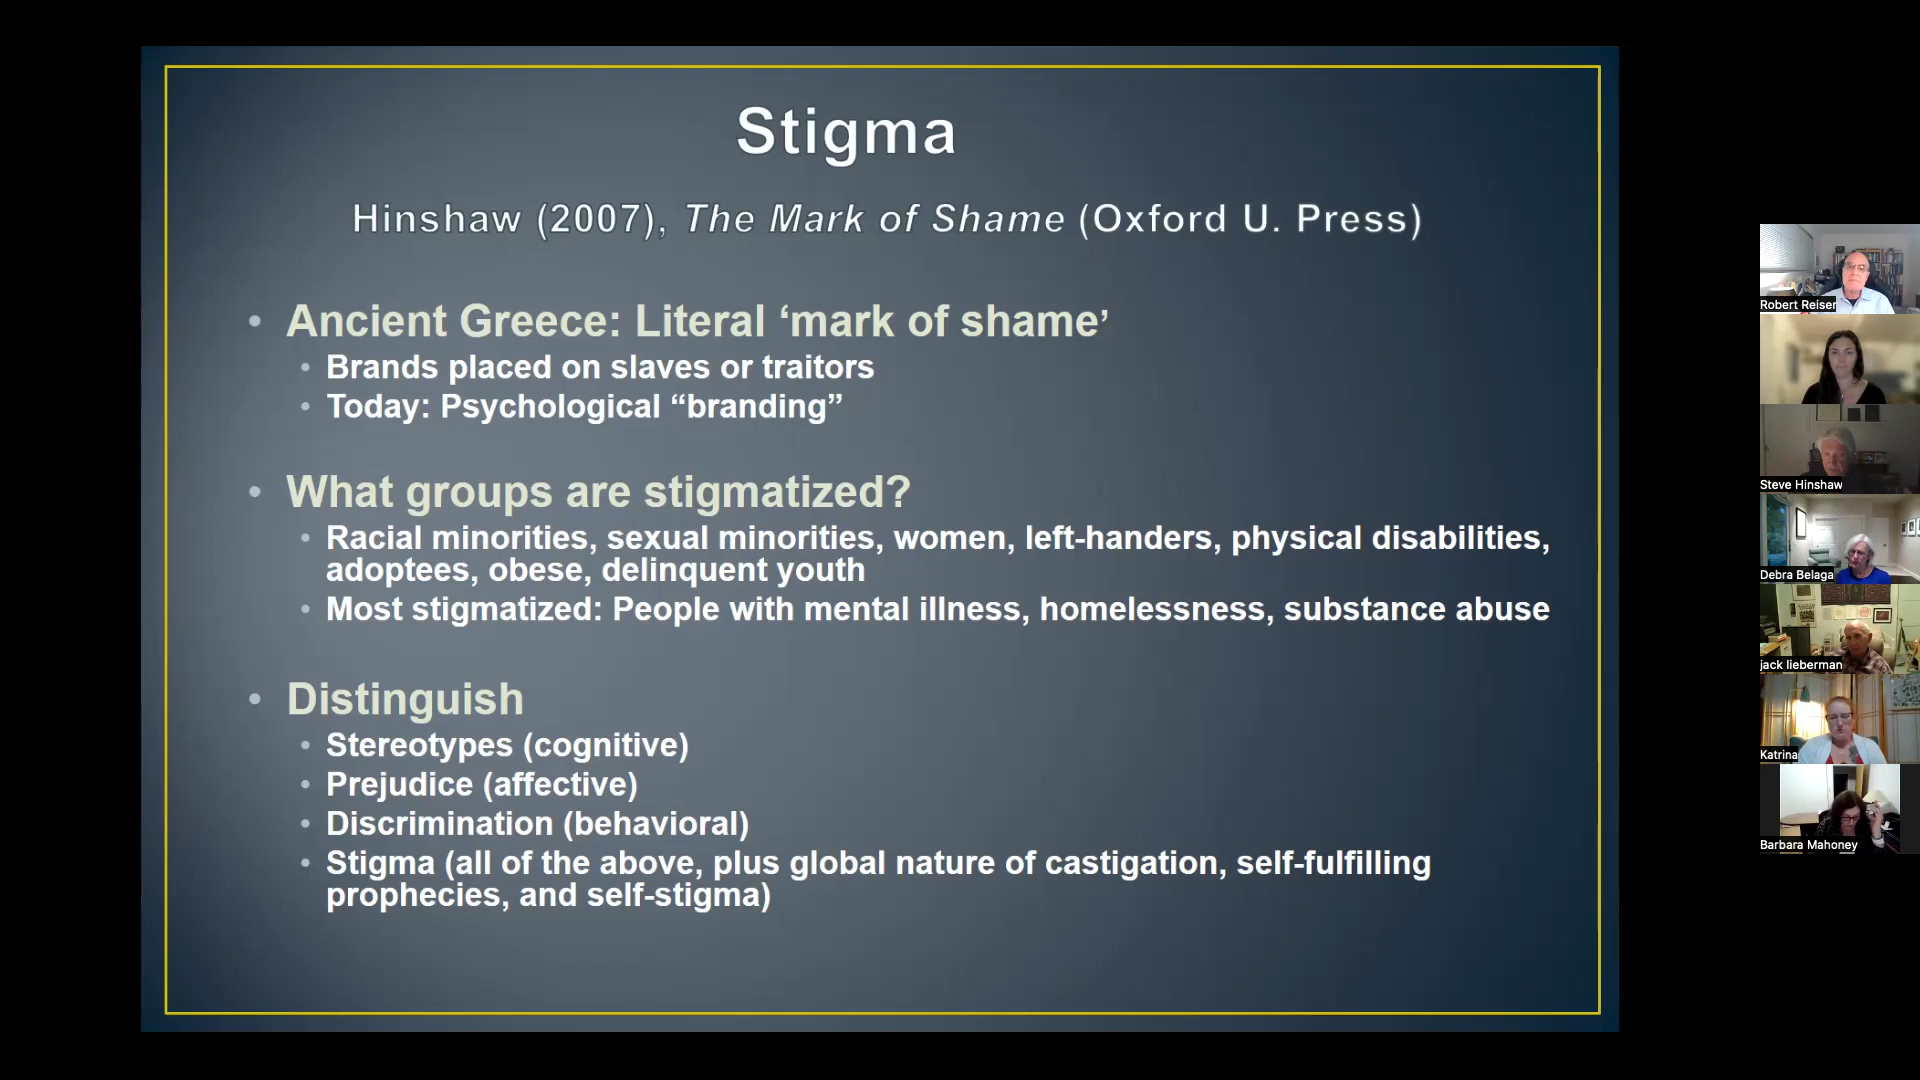 Stigma
Hinshaw (2007), The Mark of Shame (Oxford U. Press)
• Ancient Greece: Literal ‘mark of shame’
• Brands placed on slaves or traitors
• Today: Psychological “branding”
• What groups are stigmatized?
• Racial minorities, sexual minorities, women, left-handers, physical disabilities,
adoptees, obese, delinquent youth
• Most stigmatized: People with mental illness, homelessness, substance abuse
• Distinguish
• Stereotypes (cognitive)
• Prejudice (affective)
• Discrimination (behavioral)
• Stigma (all of the above, plus global nature of castigation, self-fulfilling
prophecies, and self-stigma)
Robert Reiser
Steve Hinshaw
Debra Belaga
jack lieberman
Katrina
Barbara Mahoney